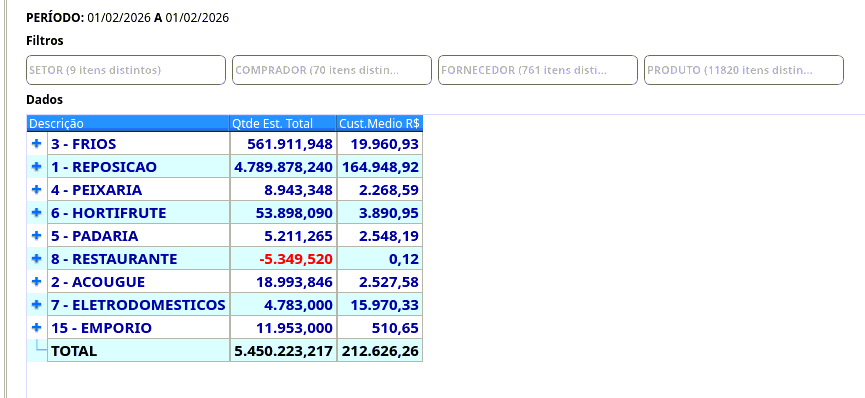 PERÍODO: 01/02/2026 A 01/02/2026
Filtros
SETOR (9 itens distintos) COMPRADOR (70 itens distin... FORNECEDOR (761 itens disti... PRODUTO (11820 itens distin...
Dados
Descrição Qtde Est. Total Cust.Medio R$
3 - FRIOS 561.911,948 19.960,93
1 - REPOSICAO 4.789.878,240 164.948,92
4 - PEIXARIA 8.943,348 2.268,59
6 - HORTIFRUTE 53.898,090 3.890,95
5 - PADARIA 5.211,265 2.548,19
8 - RESTAURANTE -5.349,520 0,12
2 - ACOUGUE 18.993,846 2.527,58
7 - ELETRODOMESTICOS 4.783,000 15.970,33
15 - EMPORIO 11.953,000 510,65
TOTAL 5.450.223,217 212.626,26